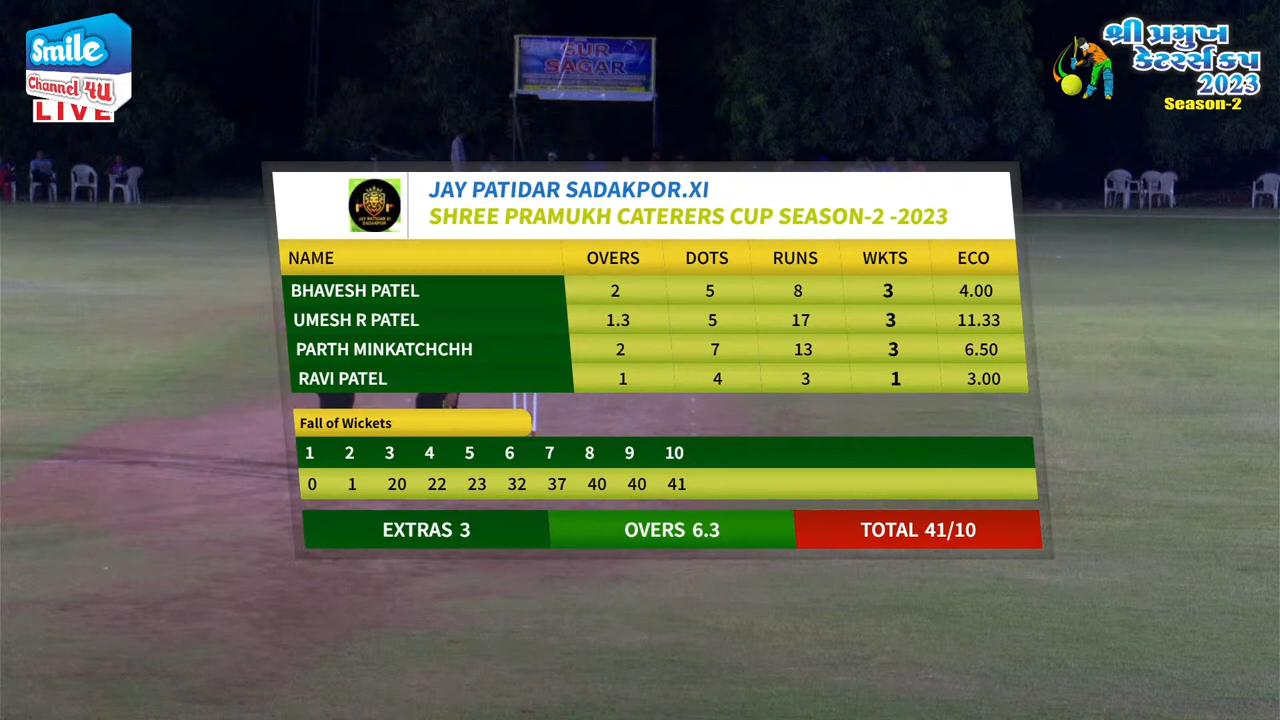 Smile
Channel 4U
LIVE
SUR
SAGAR
શ્રી પ્રમુખ
કેટરર્સ કપ
2023
Season-2
JAY PATIDAR XI
SADAKPOR
JAY PATIDAR SADAKPOR.XI
SHREE PRAMUKH CATERERS CUP SEASON-2 -2023
NAME OVERS DOTS RUNS WKTS ECO
BHAVESH PATEL 2 5 8 3 4.00
UMESH R PATEL 1.3 5 17 3 11.33
PARTH MINKATCHCHH 2 7 13 3 6.50
RAVI PATEL 1 4 3 1 3.00
Fall of Wickets
1 2 3 4 5 6 7 8 9 10
0 1 20 22 23 32 37 40 40 41
EXTRAS 3 OVERS 6.3 TOTAL 41/10